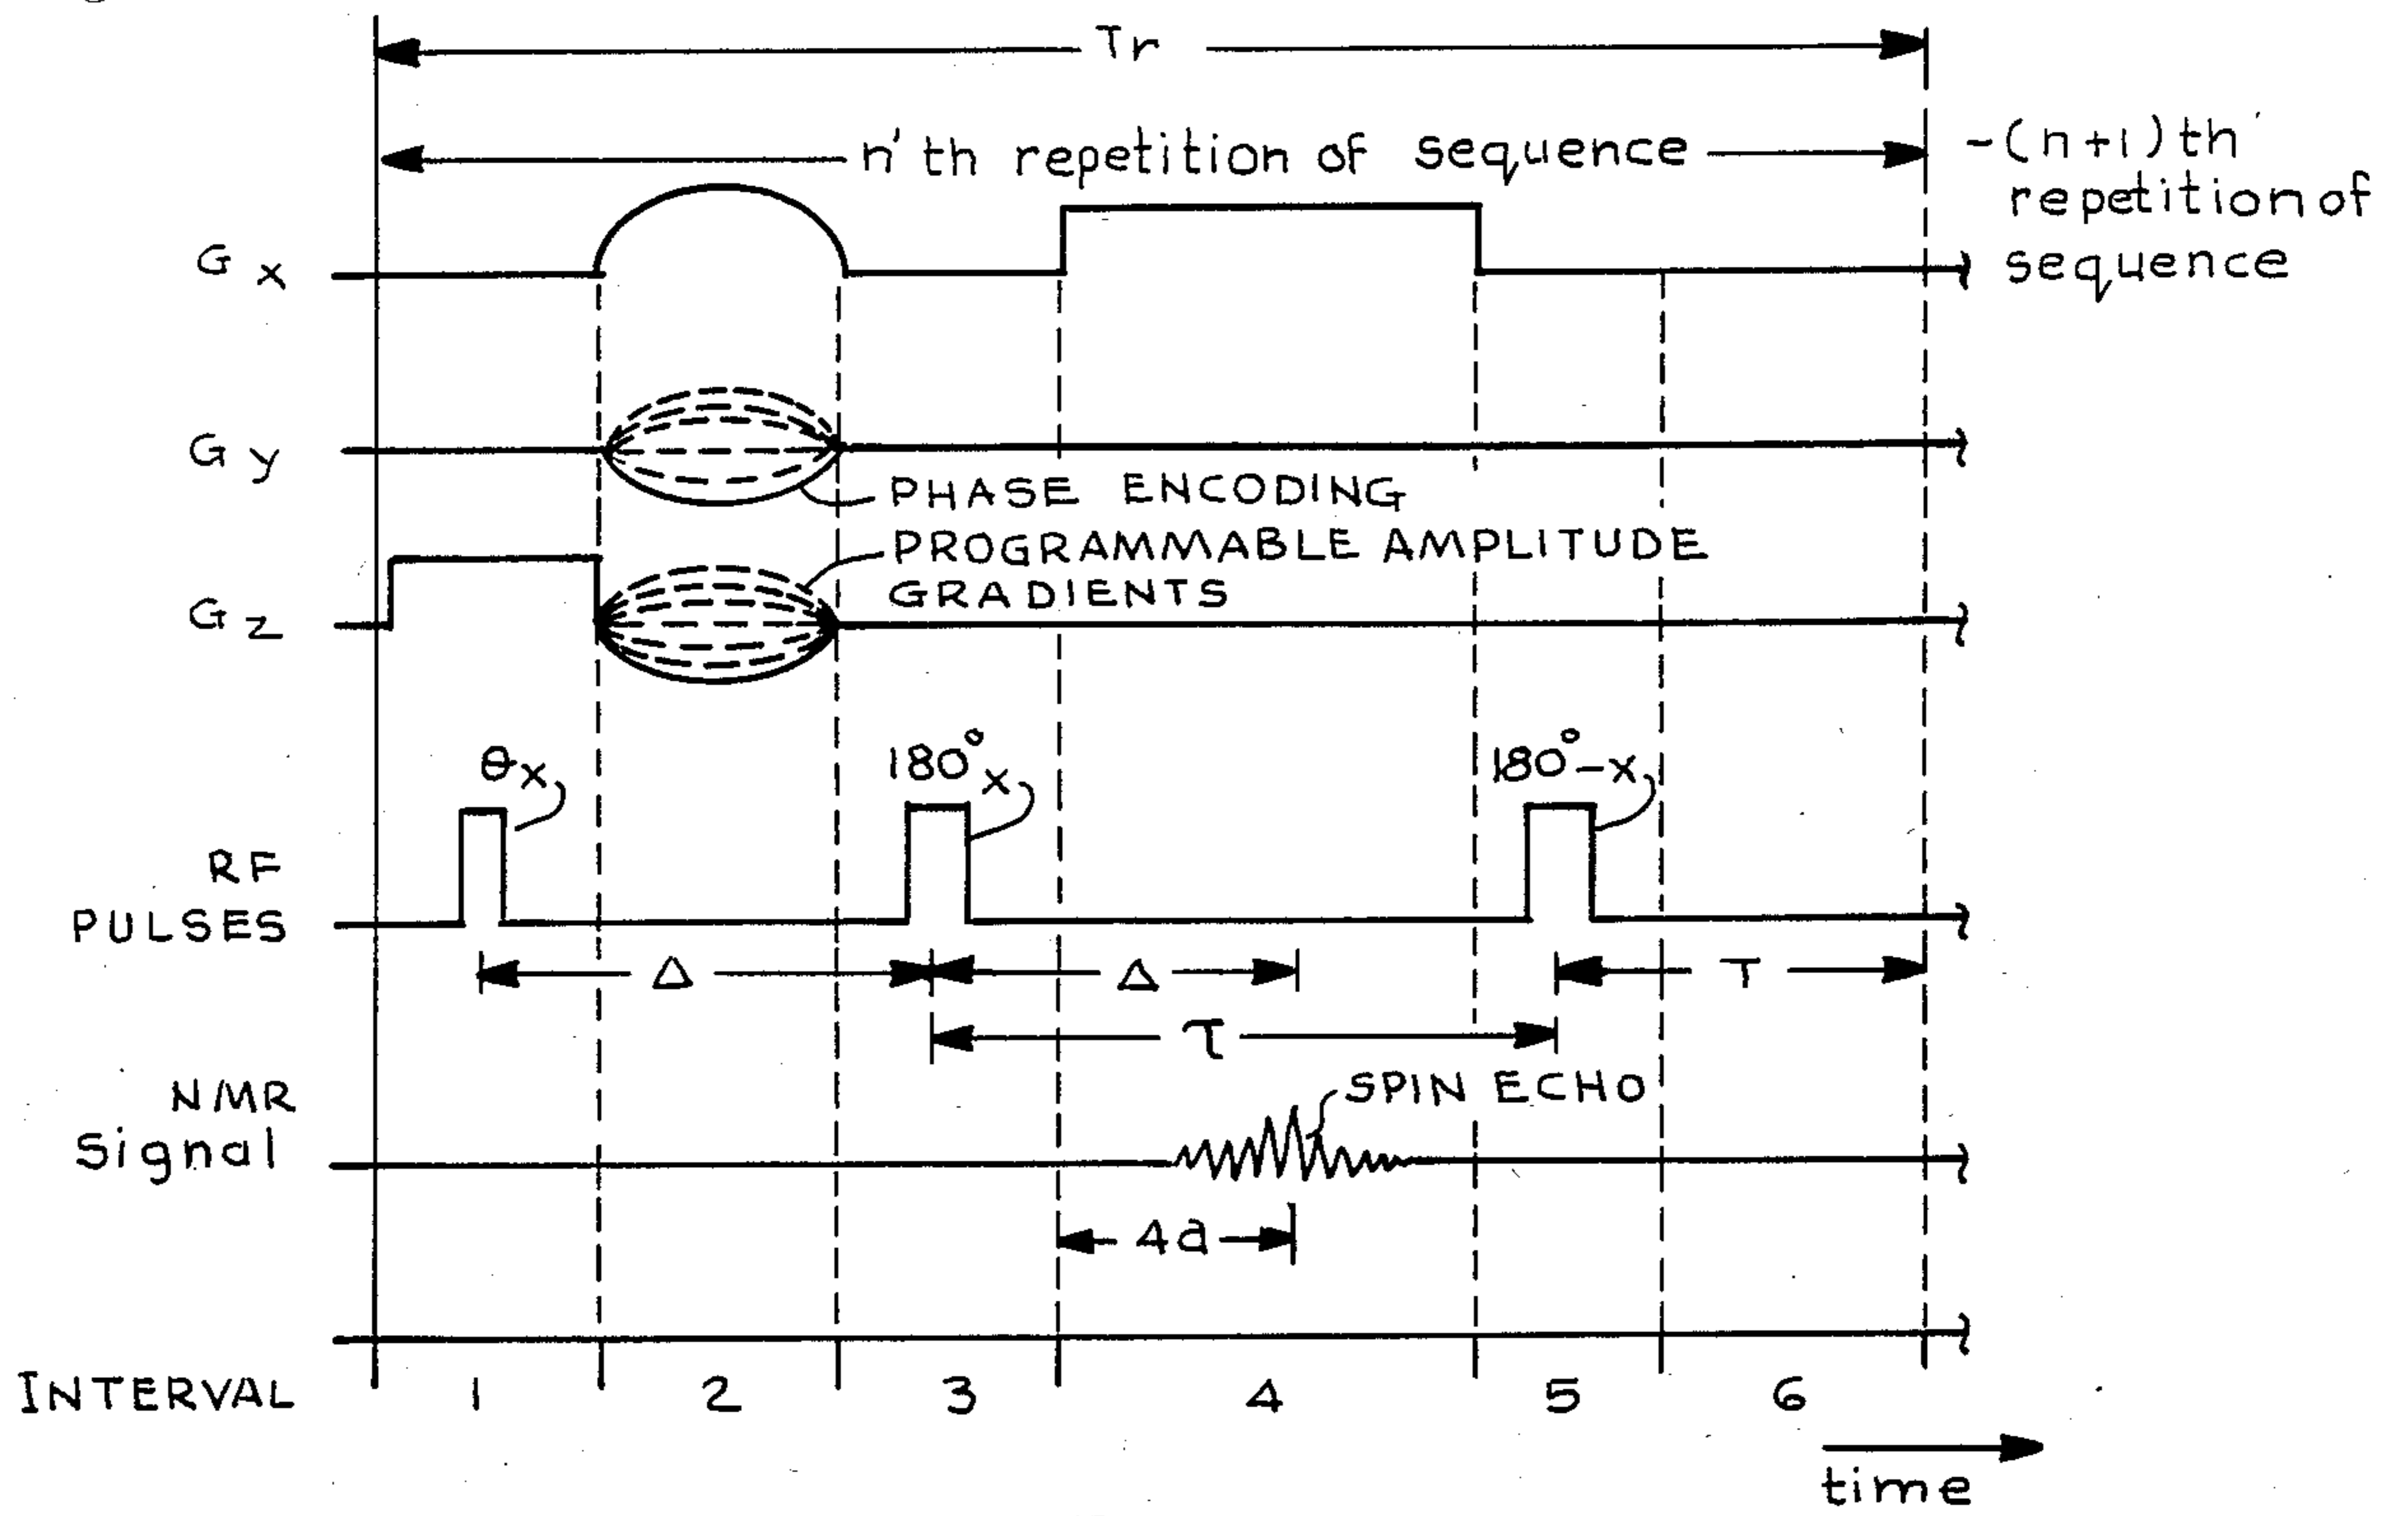 Tr
n'th repetition of sequence
-(n+1)th
repetition of
sequence
Gx
Gy
PHASE ENCODING
PROGRAMMABLE AMPLITUDE
GRADIENTS
Gz
θx
180°x
180°-x
RF
PULSES
Δ
Δ
T
τ
NMR
Signal
SPIN ECHO
4a
INTERVAL
1
2
3
4
5
6
time